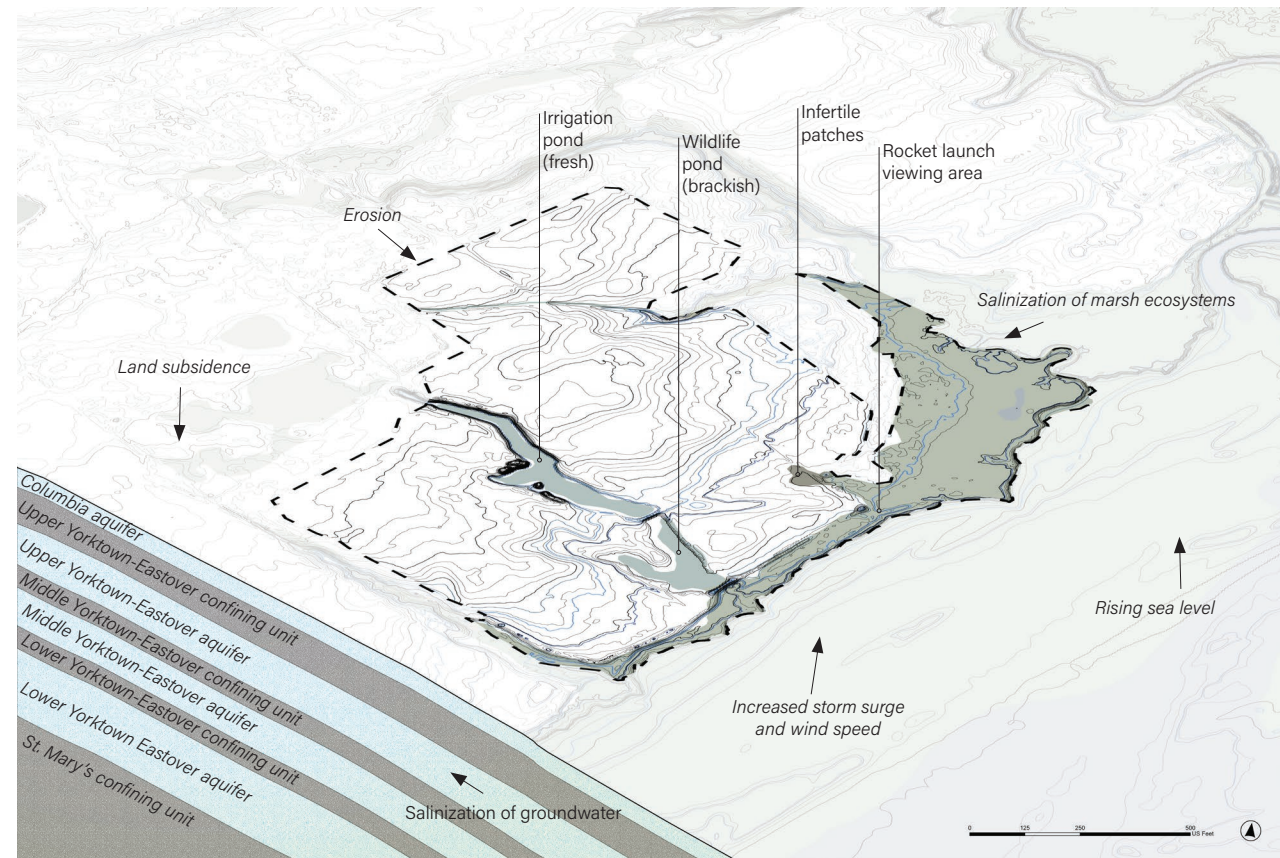 Irrigation
pond
(fresh)
Wildlife
pond
(brackish)
Infertile
patches
Rocket launch
viewing area
Erosion
Salinization of marsh ecosystems
Land subsidence
Columbia aquifer
Upper Yorktown-Eastover confining unit
Upper Yorktown-Eastover aquifer
Middle Yorktown-Eastover confining unit
Middle Yorktown-Eastover aquifer
Lower Yorktown-Eastover confining unit
Lower Yorktown Eastover aquifer
St. Mary's confining unit
Rising sea level
Increased storm surge
and wind speed
Salinization of groundwater
0 125 250 500
US Feet